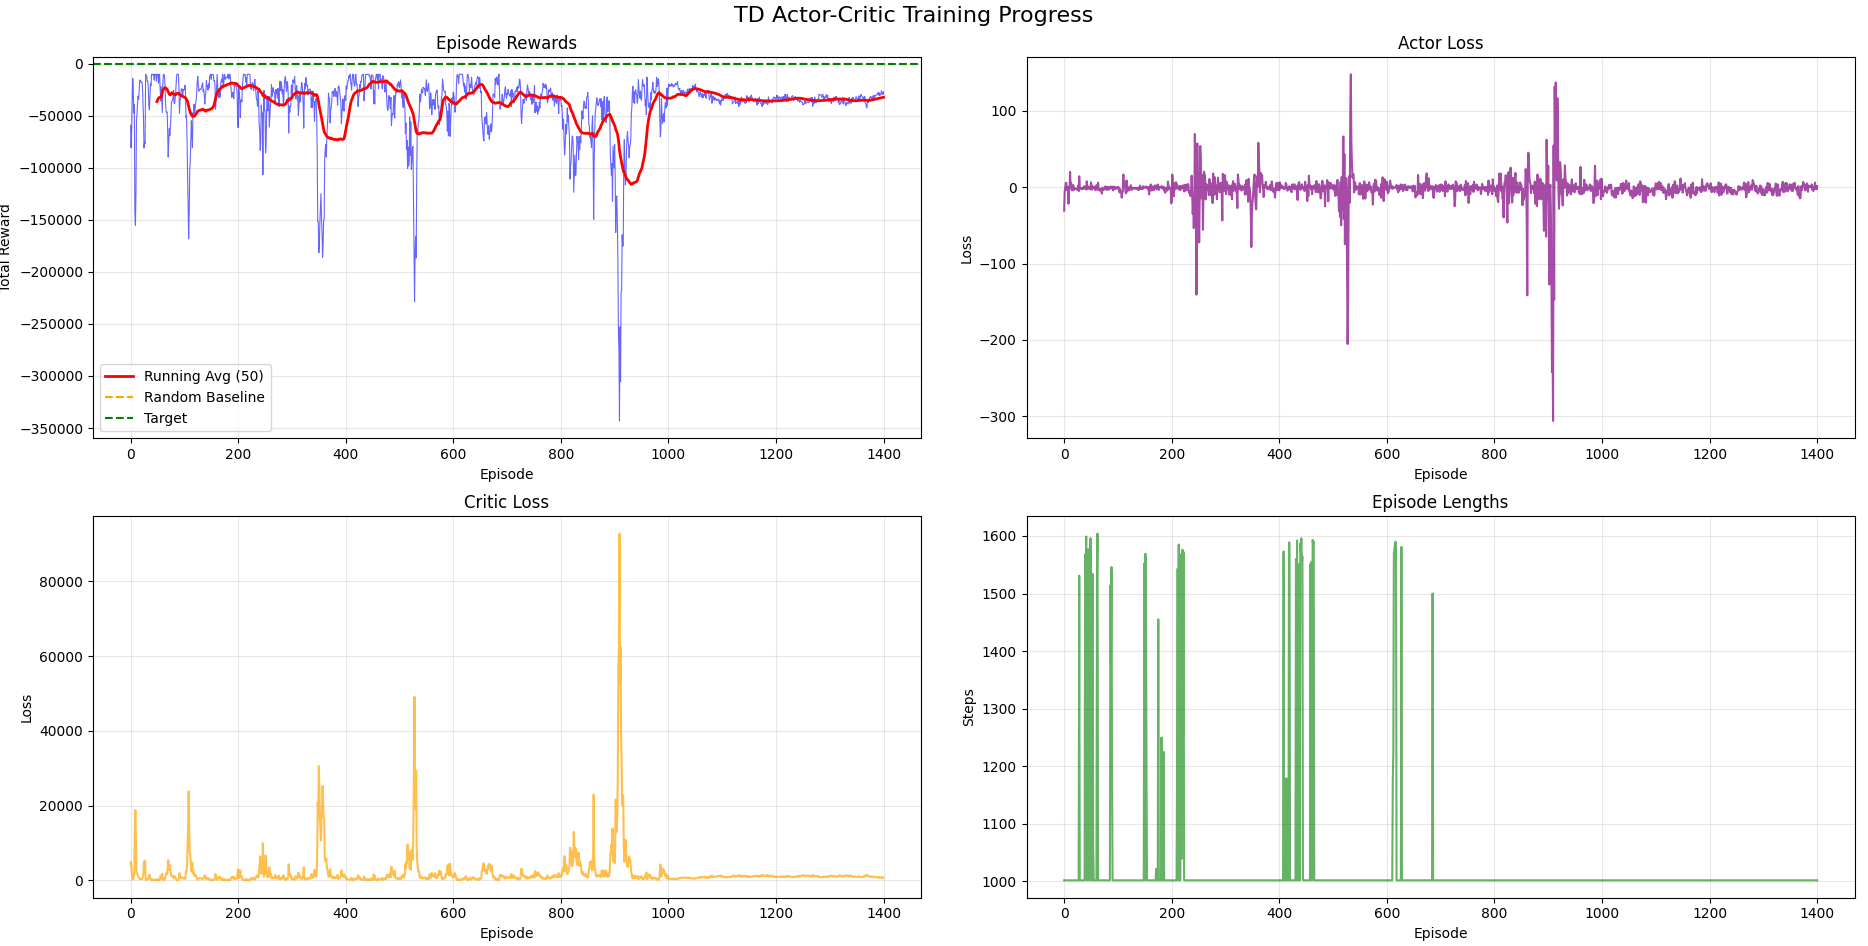 TD Actor-Critic Training Progress
Episode Rewards
Total Reward
0
−50000
−100000
−150000
−200000
−250000
−300000
−350000
Running Avg (50)
Random Baseline
Target
0 200 400 600 800 1000 1200 1400
Episode
Actor Loss
Loss
100
0
−100
−200
−300
0 200 400 600 800 1000 1200 1400
Episode
Critic Loss
Loss
80000
60000
40000
20000
0
0 200 400 600 800 1000 1200 1400
Episode
Episode Lengths
Steps
1600
1500
1400
1300
1200
1100
1000
0 200 400 600 800 1000 1200 1400
Episode